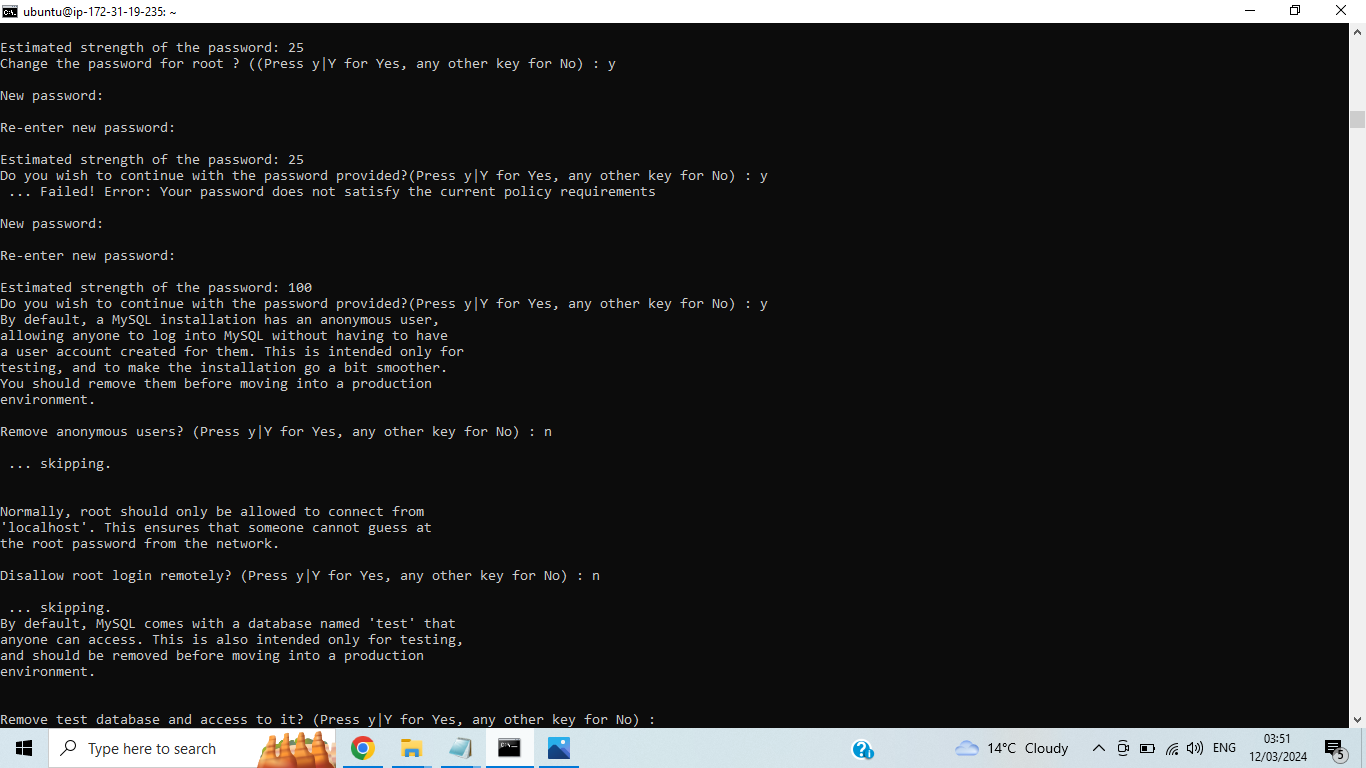 ubuntu@ip-172-31-19-235: ~
Estimated strength of the password: 25
Change the password for root ? ((Press y|Y for Yes, any other key for No) : y
New password:
Re-enter new password:
Estimated strength of the password: 25
Do you wish to continue with the password provided?(Press y|Y for Yes, any other key for No) : y
 ... Failed! Error: Your password does not satisfy the current policy requirements
New password:
Re-enter new password:
Estimated strength of the password: 100
Do you wish to continue with the password provided?(Press y|Y for Yes, any other key for No) : y
By default, a MySQL installation has an anonymous user,
allowing anyone to log into MySQL without having to have
a user account created for them. This is intended only for
testing, and to make the installation go a bit smoother.
You should remove them before moving into a production
environment.
Remove anonymous users? (Press y|Y for Yes, any other key for No) : n
 ... skipping.
Normally, root should only be allowed to connect from
'localhost'. This ensures that someone cannot guess at
the root password from the network.
Disallow root login remotely? (Press y|Y for Yes, any other key for No) : n
 ... skipping.
By default, MySQL comes with a database named 'test' that
anyone can access. This is also intended only for testing,
and should be removed before moving into a production
environment.
Remove test database and access to it? (Press y|Y for Yes, any other key for No) :
Type here to search
14°C Cloudy
ENG
03:51
12/03/2024
5